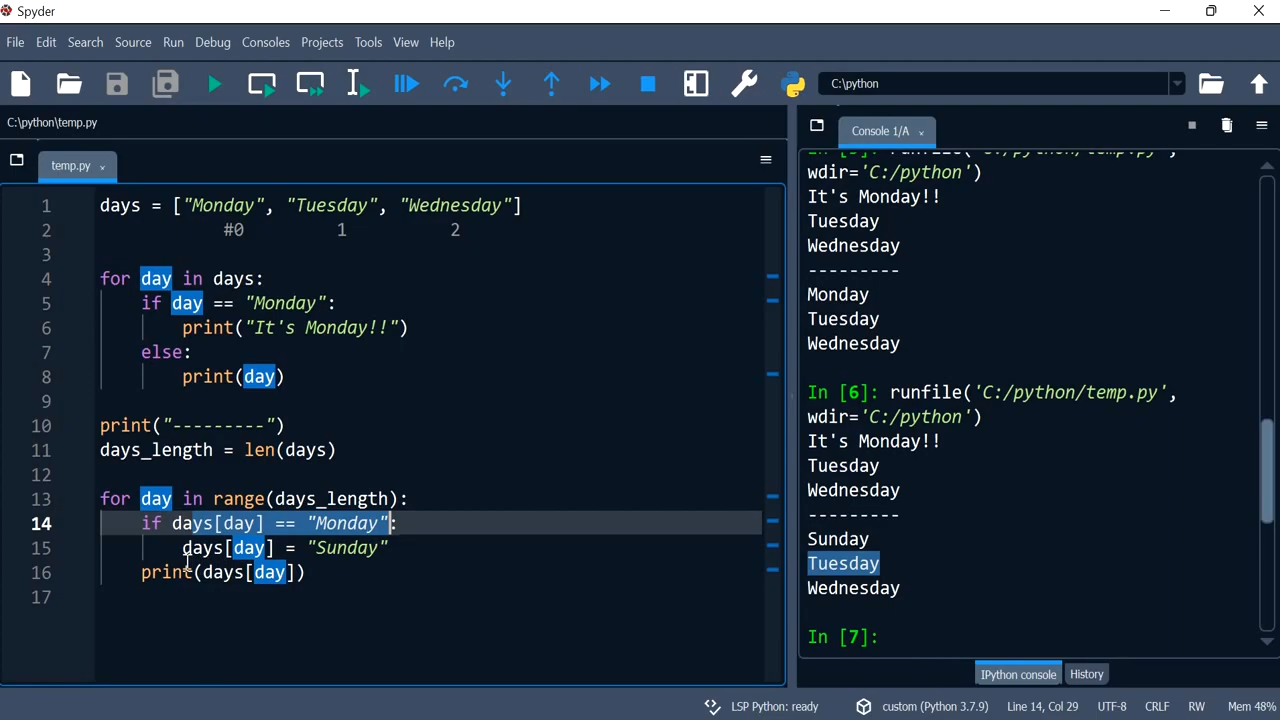 Spyder
File Edit Search Source Run Debug Consoles Projects Tools View Help
C:\python
C:\python\temp.py
temp.py
1 days = ["Monday", "Tuesday", "Wednesday"]
2 #0 1 2
3
4 for day in days:
5 if day == "Monday":
6 print("It's Monday!!")
7 else:
8 print(day)
9
10 print("---------")
11 days_length = len(days)
12
13 for day in range(days_length):
14 if days[day] == "Monday":
15 days[day] = "Sunday"
16 print(days[day])
17
Console 1/A
In [5]: runfile('C:/python/temp.py',
wdir='C:/python')
It's Monday!!
Tuesday
Wednesday
---------
Monday
Tuesday
Wednesday
In [6]: runfile('C:/python/temp.py',
wdir='C:/python')
It's Monday!!
Tuesday
Wednesday
---------
Sunday
Tuesday
Wednesday
In [7]:
IPython console History
LSP Python: ready custom (Python 3.7.9) Line 14, Col 29 UTF-8 CRLF RW Mem 48%